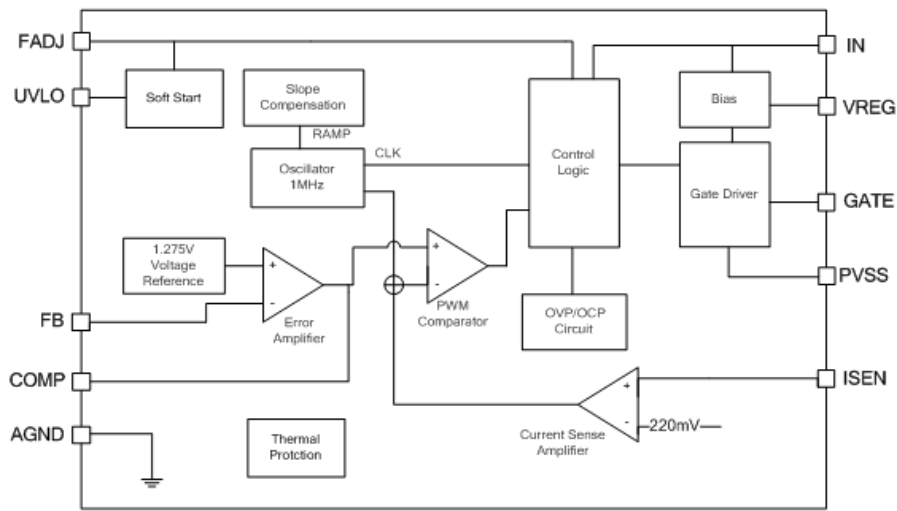 FADJ
IN
UVLO
Soft Start
Slope
Compensation
Bias
VREG
RAMP
CLK
Oscillator
1MHz
Control
Logic
Gate Driver
GATE
1.275V
Voltage
Reference
+
-
Error
Amplifier
+
-
PWM
Comparator
OVP/OCP
Circuit
PVSS
FB
COMP
ISEN
+
-
220mV
Current Sense
Amplifier
AGND
Thermal
Protction